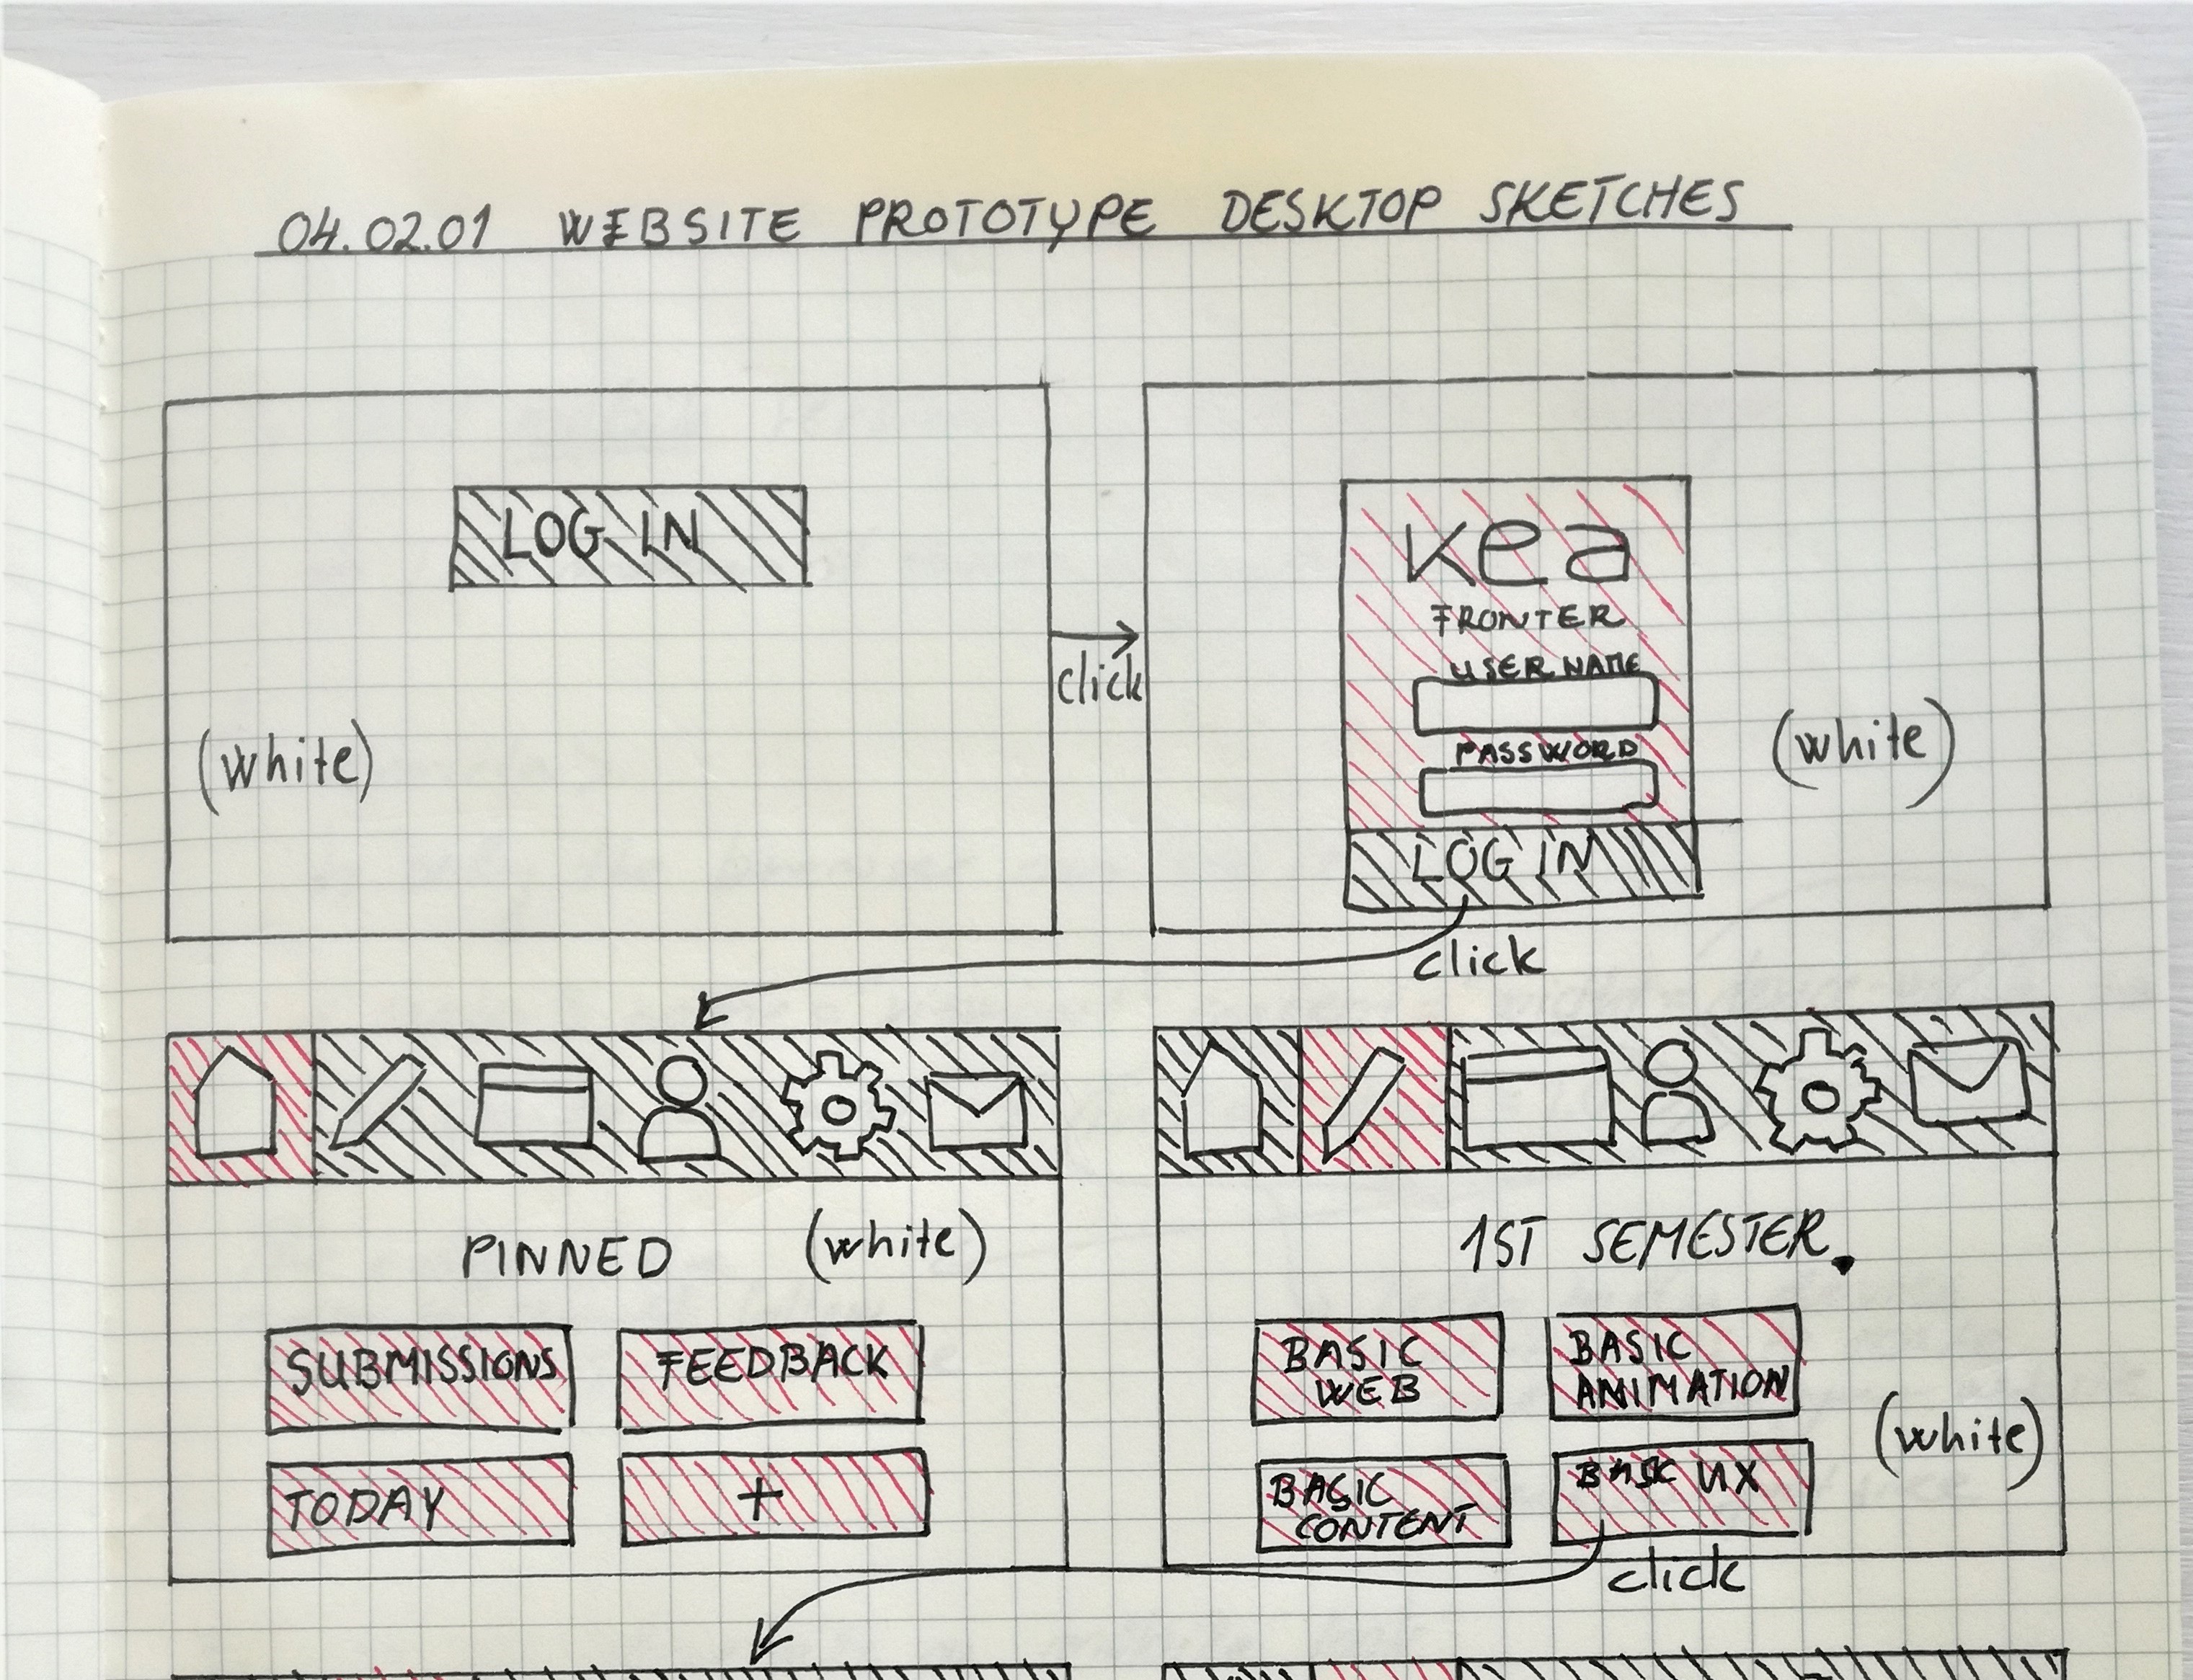 04.02.01 WEBSITE PROTOTYPE DESKTOP SKETCHES
LOG IN
(white)
click
kea
FRONTER
USER NAME
PASSWORD
LOG IN
(white)
click
PINNED (white)
SUBMISSIONS
FEEDBACK
TODAY
+
1ST SEMESTER.
BASIC
WEB
BASIC
ANIMATION
BASIC
CONTENT
BASIC UX
(white)
click